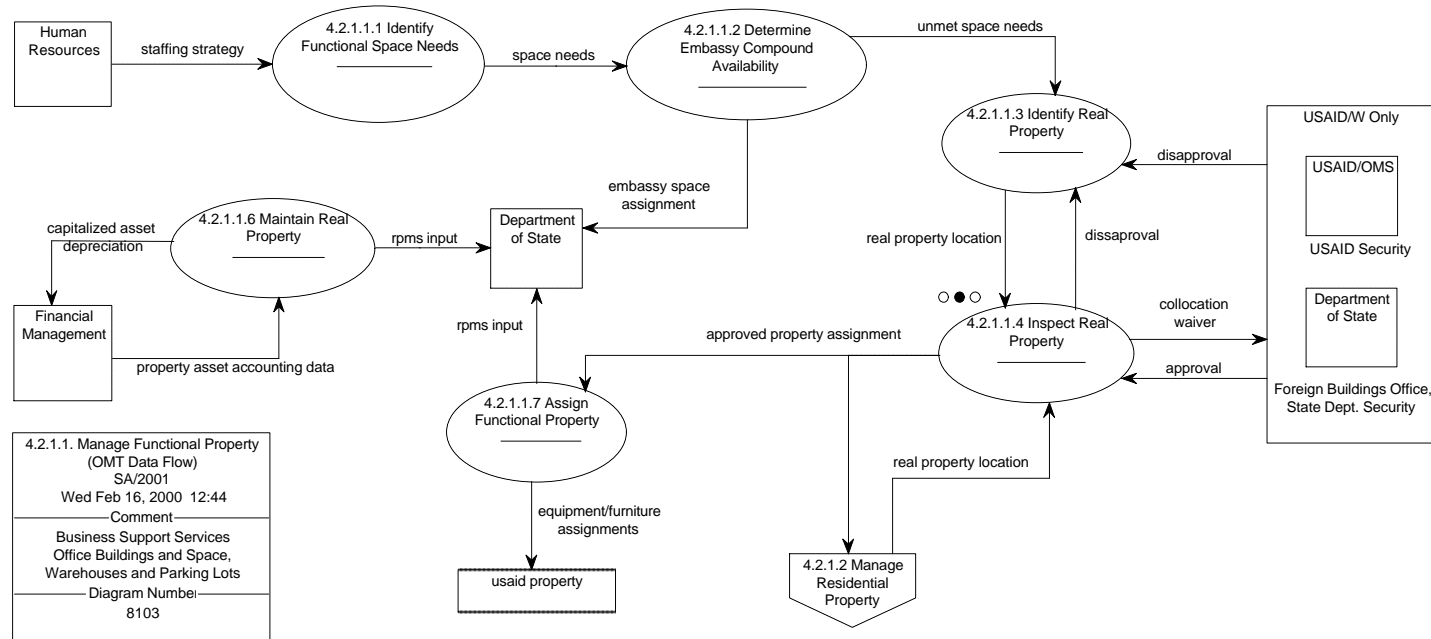 Human
Resources
staffing strategy
4.2.1.1.1 Identify
Functional Space Needs
space needs
4.2.1.1.2 Determine
Embassy Compound
Availability
unmet space needs
4.2.1.1.3 Identify Real
Property
disapproval
USAID/W Only
USAID/OMS
USAID Security
Department
of State
Foreign Buildings Office,
State Dept. Security
embassy space
assignment
capitalized asset
depreciation
4.2.1.1.6 Maintain Real
Property
rpms input
Department
of State
real property location
dissaproval
Financial
Management
property asset accounting data
rpms input
approved property assignment
4.2.1.1.4 Inspect Real
Property
collocation
waiver
approval
4.2.1.1.7 Assign
Functional Property
real property location
equipment/furniture
assignments
usaid property
4.2.1.2 Manage
Residential
Property
4.2.1.1. Manage Functional Property
(OMT Data Flow)
SA/2001
Wed Feb 16, 2000 12:44
Comment
Business Support Services
Office Buildings and Space,
Warehouses and Parking Lots
Diagram Number
8103